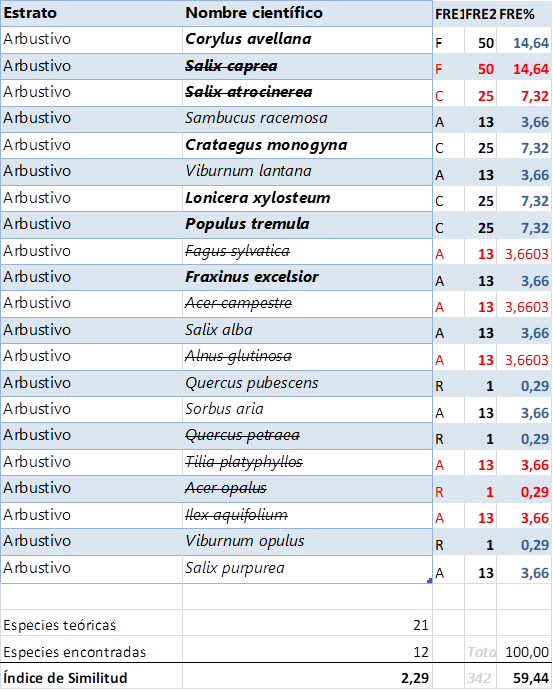 Estrato Nombre científico FRE1 FRE2 FRE%
Arbustivo Corylus avellana F 50 14,64
Arbustivo Salix caprea F 50 14,64
Arbustivo Salix atrocinerea C 25 7,32
Arbustivo Sambucus racemosa A 13 3,66
Arbustivo Crataegus monogyna C 25 7,32
Arbustivo Viburnum lantana A 13 3,66
Arbustivo Lonicera xylosteum C 25 7,32
Arbustivo Populus tremula C 25 7,32
Arbustivo Fagus sylvatica A 13 3,6603
Arbustivo Fraxinus excelsior A 13 3,66
Arbustivo Acer campestre A 13 3,6603
Arbustivo Salix alba A 13 3,66
Arbustivo Alnus glutinosa A 13 3,6603
Arbustivo Quercus pubescens R 1 0,29
Arbustivo Sorbus aria A 13 3,66
Arbustivo Quercus petraea R 1 0,29
Arbustivo Tilia platyphyllos A 13 3,66
Arbustivo Acer opalus R 1 0,29
Arbustivo Ilex aquifolium A 13 3,66
Arbustivo Viburnum opulus R 1 0,29
Arbustivo Salix purpurea A 13 3,66
Especies teóricas 21
Especies encontradas 12 Tota 100,00
Índice de Similitud 2,29 342 59,44